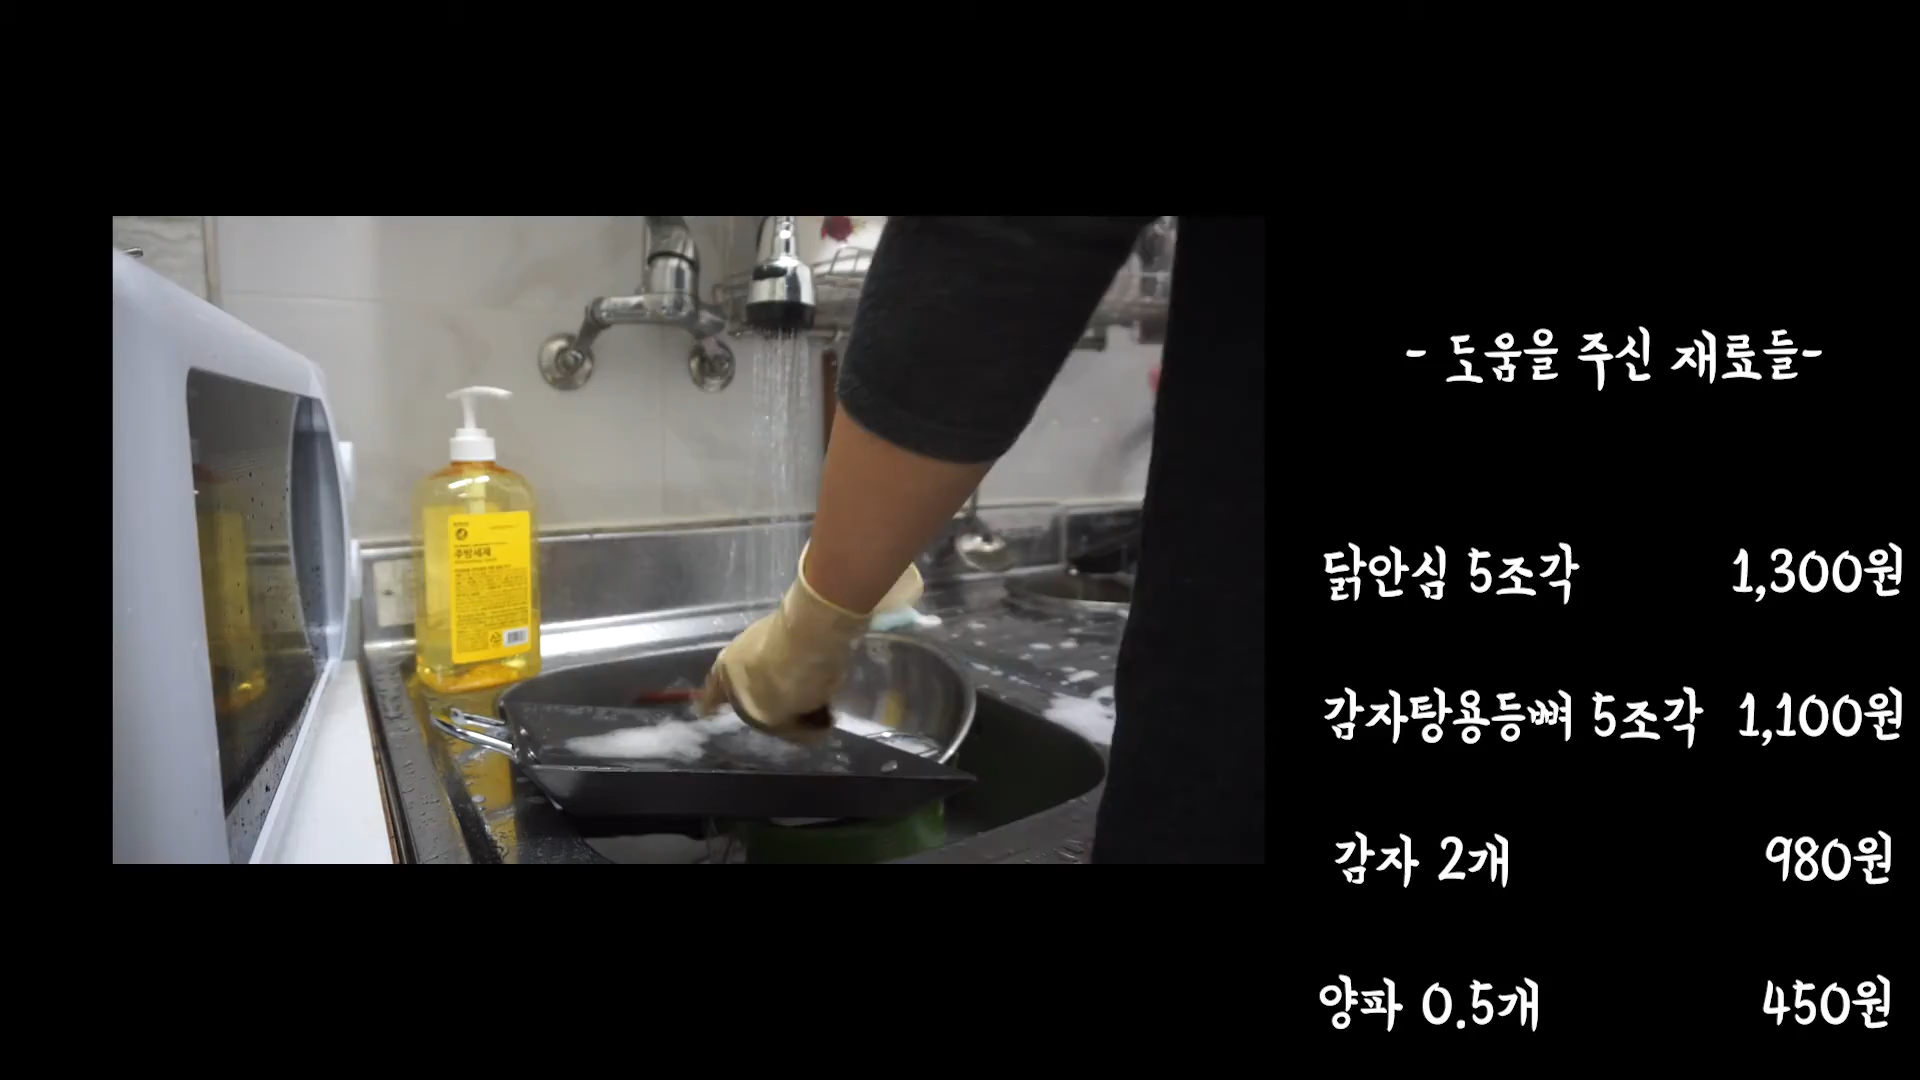 - 도움을 주신 재료들-
닭안심 5조각 1,300원
감자탕용등뼈 5조각 1,100원
감자 2개 980원
양파 0.5개 450원
주방세제